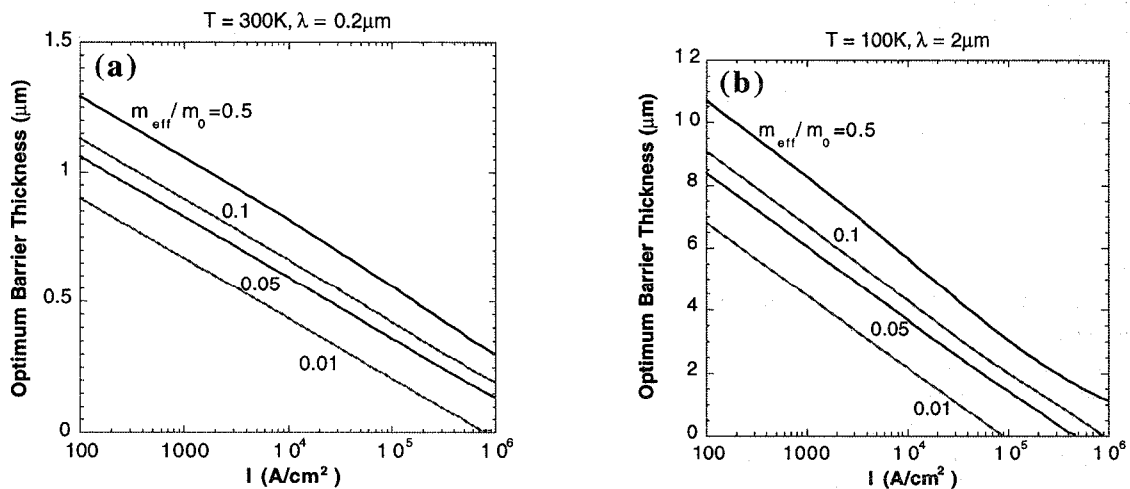 T = 300K, λ = 0.2μm
(a)
Optimum Barrier Thickness (μm)
1.5
1
0.5
0
m_eff/m_0=0.5
0.1
0.05
0.01
100
1000
10^4
10^5
10^6
I (A/cm^2)
T = 100K, λ = 2μm
(b)
Optimum Barrier Thickness (μm)
12
10
8
6
4
2
0
m_eff/m_0=0.5
0.1
0.05
0.01
100
1000
10^4
10^5
10^6
I (A/cm^2)